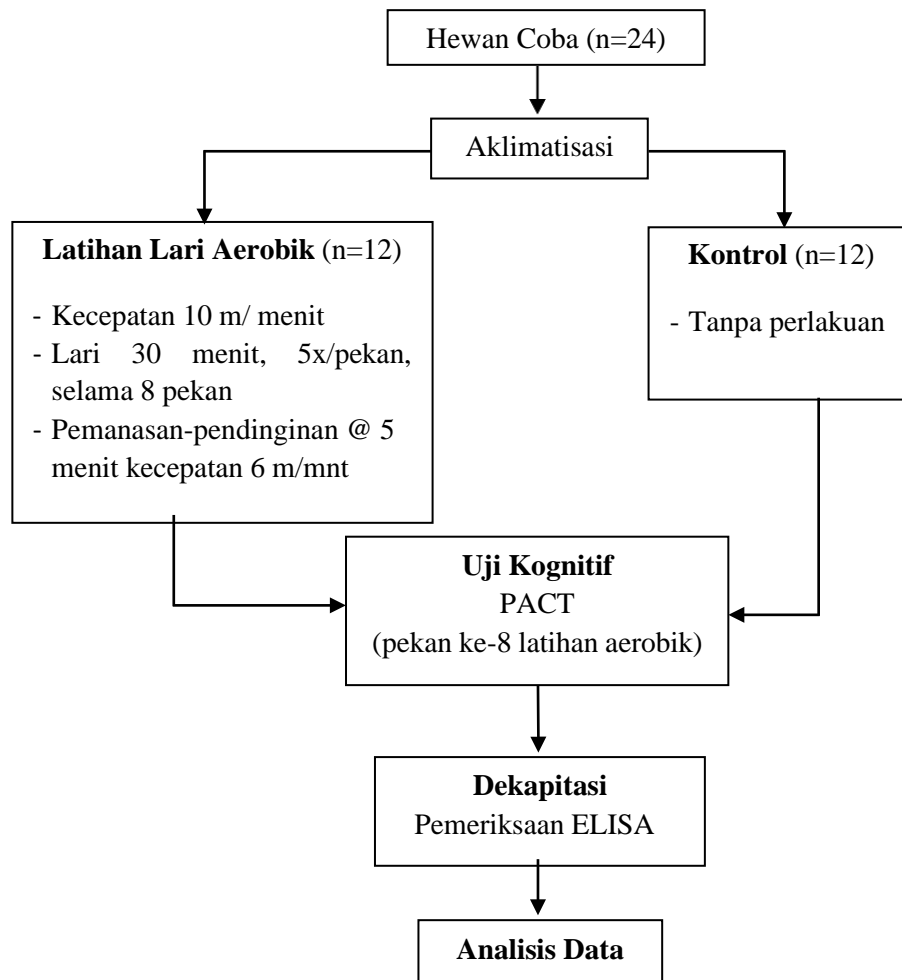 Hewan Coba (n=24)
Aklimatisasi
Latihan Lari Aerobik (n=12)
- Kecepatan 10 m/ menit
- Lari 30 menit, 5x/pekan,
selama 8 pekan
- Pemanasan-pendinginan @ 5
menit kecepatan 6 m/mnt
Kontrol (n=12)
- Tanpa perlakuan
Uji Kognitif
PACT
(pekan ke-8 latihan aerobik)
Dekapitasi
Pemeriksaan ELISA
Analisis Data